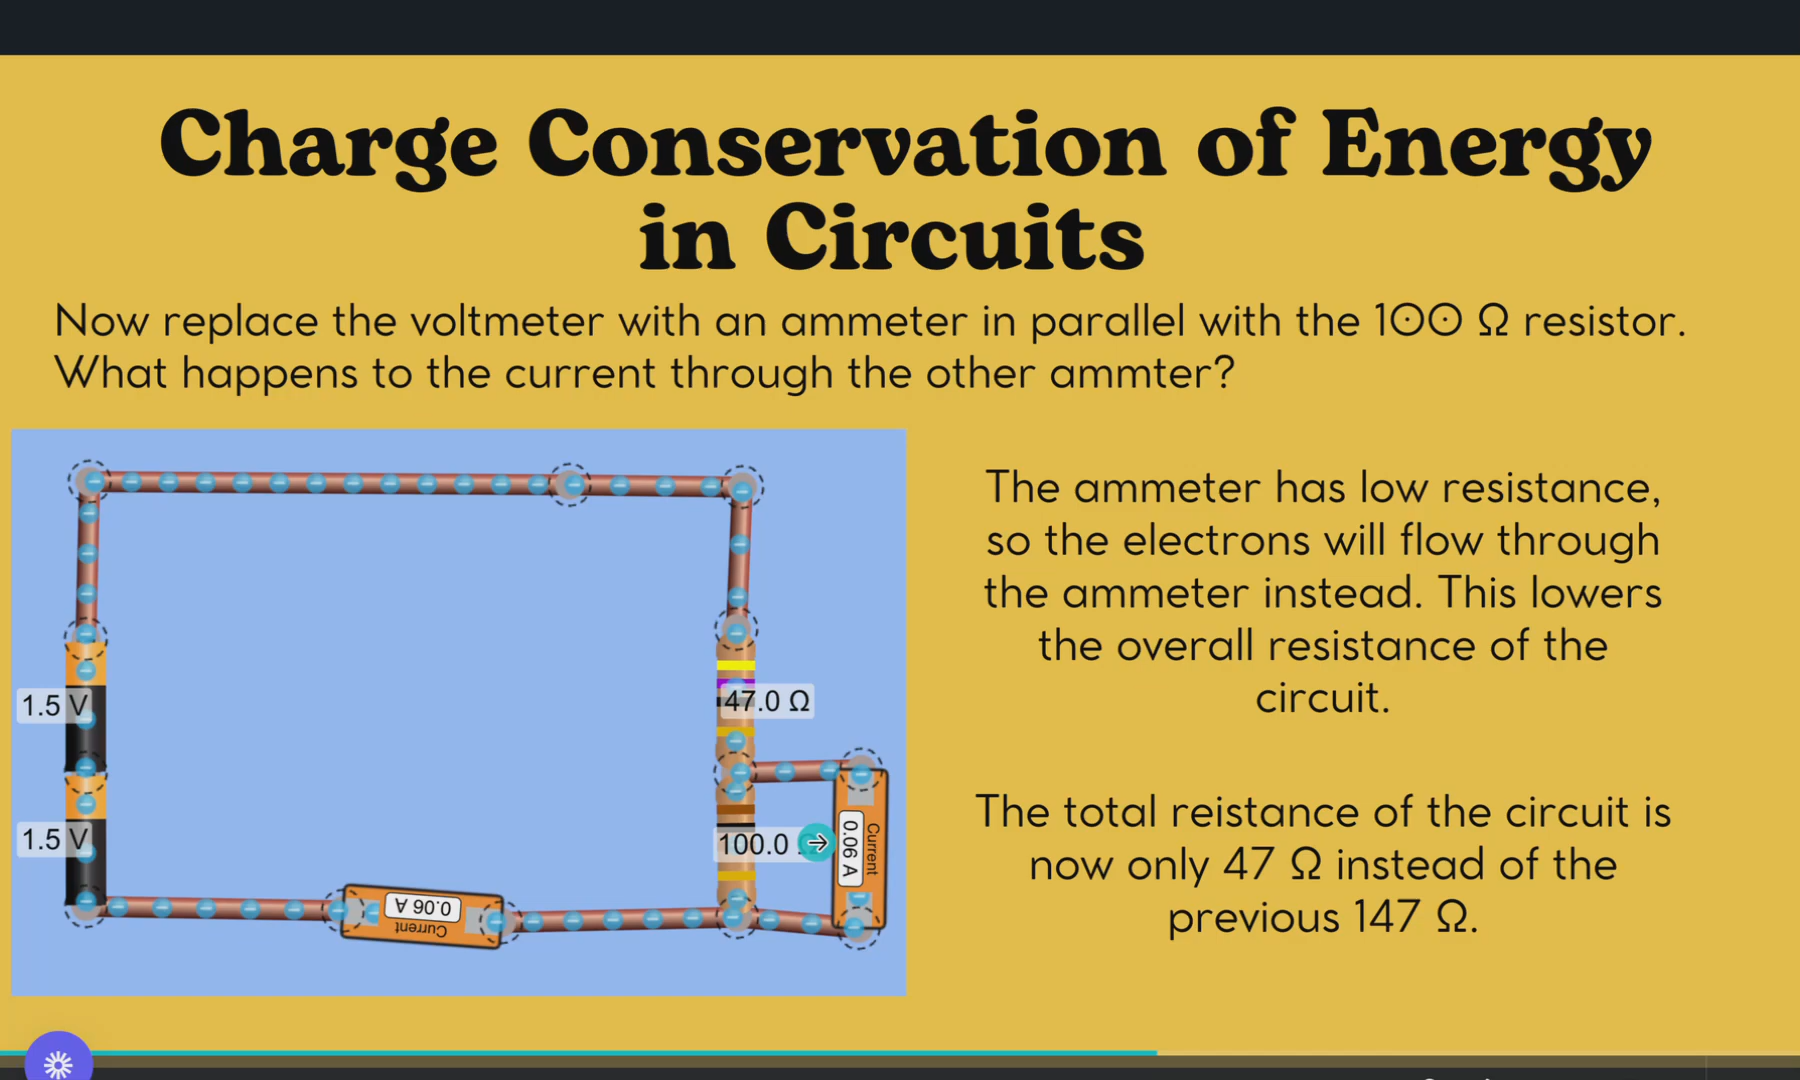 Charge Conservation of Energy
in Circuits
Now replace the voltmeter with an ammeter in parallel with the 100 Ω resistor.
What happens to the current through the other ammter?
The ammeter has low resistance,
so the electrons will flow through
the ammeter instead. This lowers
the overall resistance of the
circuit.
The total reistance of the circuit is
now only 47 Ω instead of the
previous 147 Ω.
1.5 V
1.5 V
47.0 Ω
100.0
0.06 A
Current
0.06 A
Current